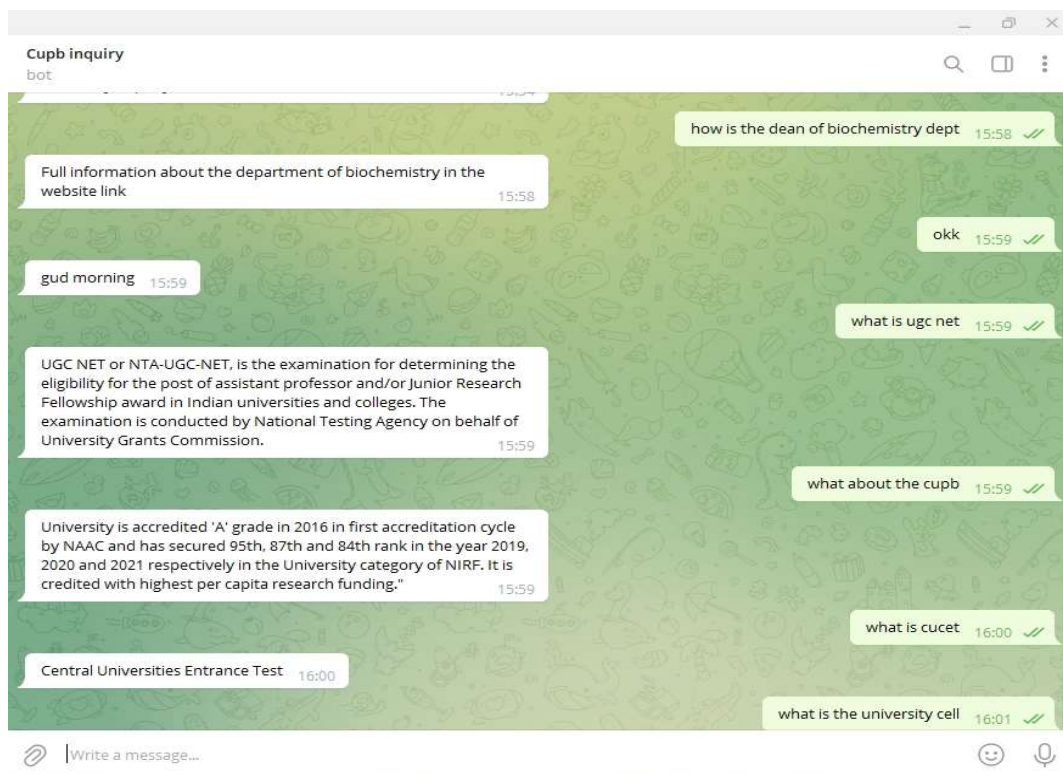 Cupb inquiry
bot
how is the dean of biochemistry dept 15:58
Full information about the department of biochemistry in the
website link 15:58
okk 15:59
gud morning 15:59
what is ugc net 15:59
UGC NET or NTA-UGC-NET, is the examination for determining the
eligibility for the post of assistant professor and/or Junior Research
Fellowship award in Indian universities and colleges. The
examination is conducted by National Testing Agency on behalf of
University Grants Commission. 15:59
what about the cupb 15:59
University is accredited 'A' grade in 2016 in first accreditation cycle
by NAAC and has secured 95th, 87th and 84th rank in the year 2019,
2020 and 2021 respectively in the University category of NIRF. It is
credited with highest per capita research funding." 15:59
what is cucet 16:00
Central Universities Entrance Test 16:00
what is the university cell 16:01
Write a message...